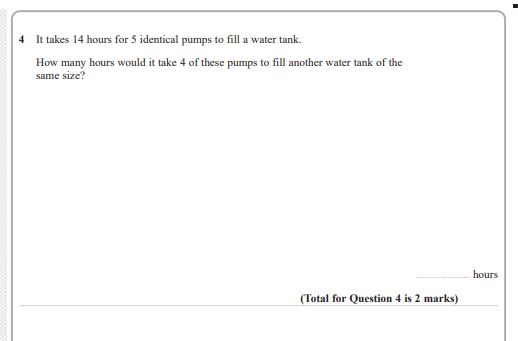 4 It takes 14 hours for 5 identical pumps to fill a water tank.
How many hours would it take 4 of these pumps to fill another water tank of the
same size?
.................... hours
(Total for Question 4 is 2 marks)